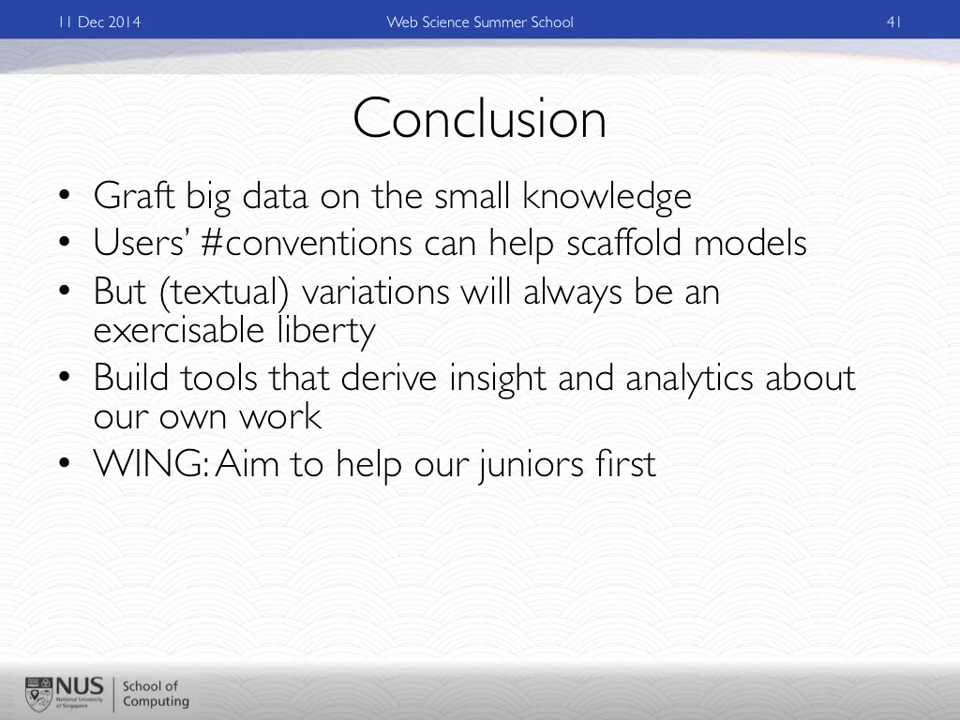 11 Dec 2014 Web Science Summer School 41
Conclusion
• Graft big data on the small knowledge
• Users’ #conventions can help scaffold models
• But (textual) variations will always be an
exercisable liberty
• Build tools that derive insight and analytics about
our own work
• WING: Aim to help our juniors first
NUS
National University
of Singapore
School of
Computing